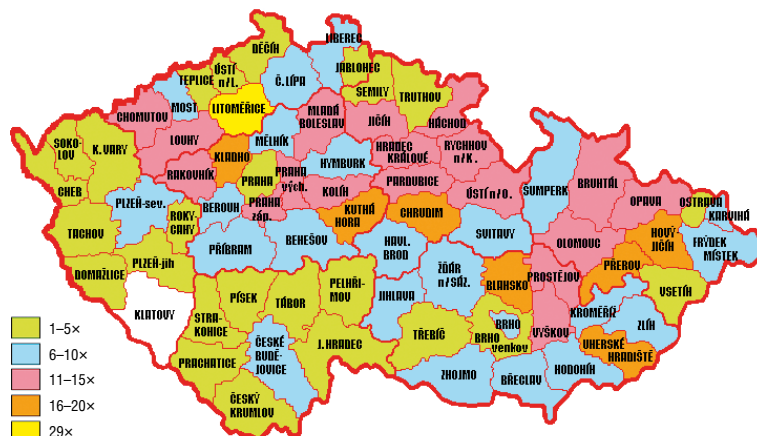 LIBEREC
DĚČÍN
JABLONEC
ÚSTÍ
n/L.
TEPLICE
Č.LÍPA
SEMILY
TRUTNOV
MOST
LITOMĚŘICE
CHOMUTOV
MLADÁ
BOLESLAV
JIČÍN
NÁCHOD
LOUNY
MĚLNÍK
SOKO-
LOV
K.VARY
KLADNO
HRADEC
KRÁLOVÉ
RYCHNOV
n/K.
NYMBURK
RAKOVNÍK
PRAHA
PRAHA
vých.
KOLÍN
PARDUBICE
CHEB
PLZEŇ-sev.
BEROUN
PRAHA
záp.
ÚSTÍ n/O.
ŠUMPERK
BRUNTÁL
OPAVA
OSTRAVA
KARVINÁ
ROKY-
CANY
KUTNÁ
HORA
CHRUDIM
TACHOV
PŘÍBRAM
BENEŠOV
HAVL.
BROD
SVITAVY
OLOMOUC
NOVÝ
JIČÍN
FRÝDEK
MÍSTEK
DOMAŽLICE
PLZEŇ-jih
ŽĎÁR
n/SÁZ.
PROSTĚJOV
PŘEROV
KLATOVY
STRA-
KONICE
PÍSEK
TÁBOR
PELHŘI-
MOV
JIHLAVA
BLANSKO
VSETÍN
KROMĚŘÍŽ
ZLÍN
BRNO
BRNO
venkov
VYŠKOV
TŘEBÍČ
UHERSKÉ
HRADIŠTĚ
PRACHATICE
ČESKÉ
BUDĚ-
JOVICE
J.HRADEC
ZNOJMO
BŘECLAV
HODONÍN
ČESKÝ
KRUMLOV
1–5×
6–10×
11–15×
16–20×
29×